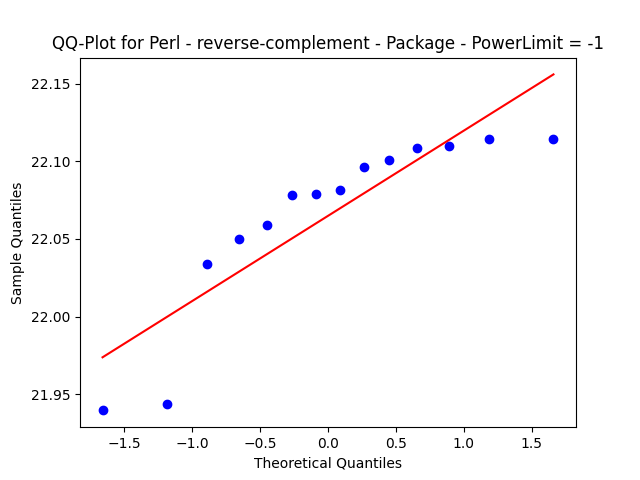 QQ-Plot for Perl - reverse-complement - Package - PowerLimit = -1
22.15
22.10
22.05
22.00
21.95
Sample Quantiles
−1.5 −1.0 −0.5 0.0 0.5 1.0 1.5
Theoretical Quantiles